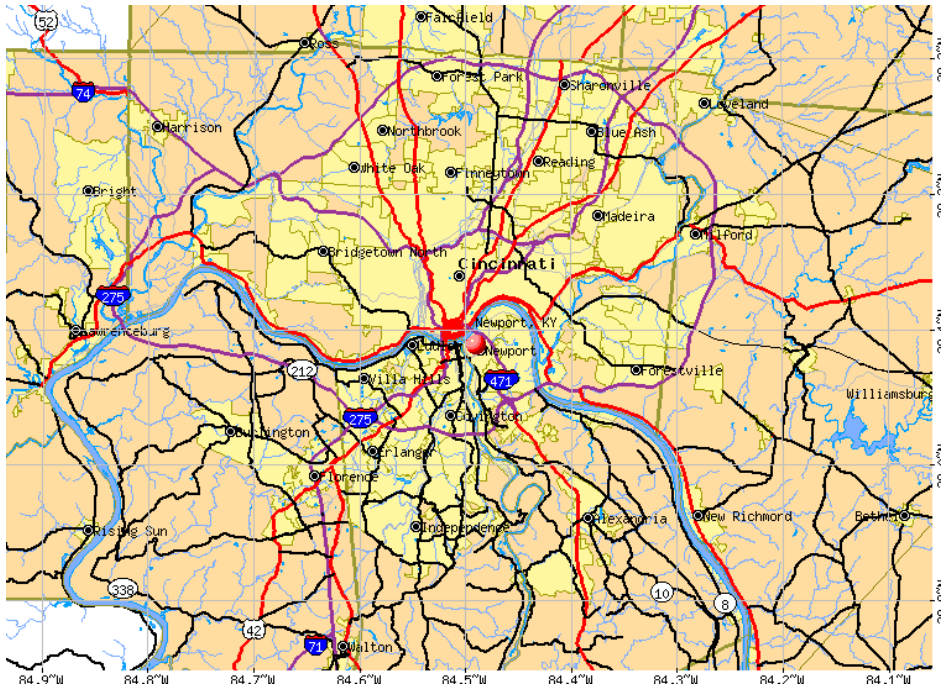 52
Fairfield
Ross
Forest Park
Sharonville
74
Loveland
Harrison
Northbrook
Blue Ash
Reading
White Oak
Finneytown
Bright
Madeira
Milford
Bridgetown North
Cincinnati
275
Newport, KY
Lawrenceburg
Newport
212
Villa Hills
471
Forestville
Williamsburg
275
Covington
Burlington
Erlanger
Florence
Rising Sun
Independence
Alexandria
New Richmord
Bethel
338
10
8
42
71
Walton
84.9°W
84.8°W
84.7°W
84.6°W
84.5°W
84.4°W
84.3°W
84.2°W
84.1°W